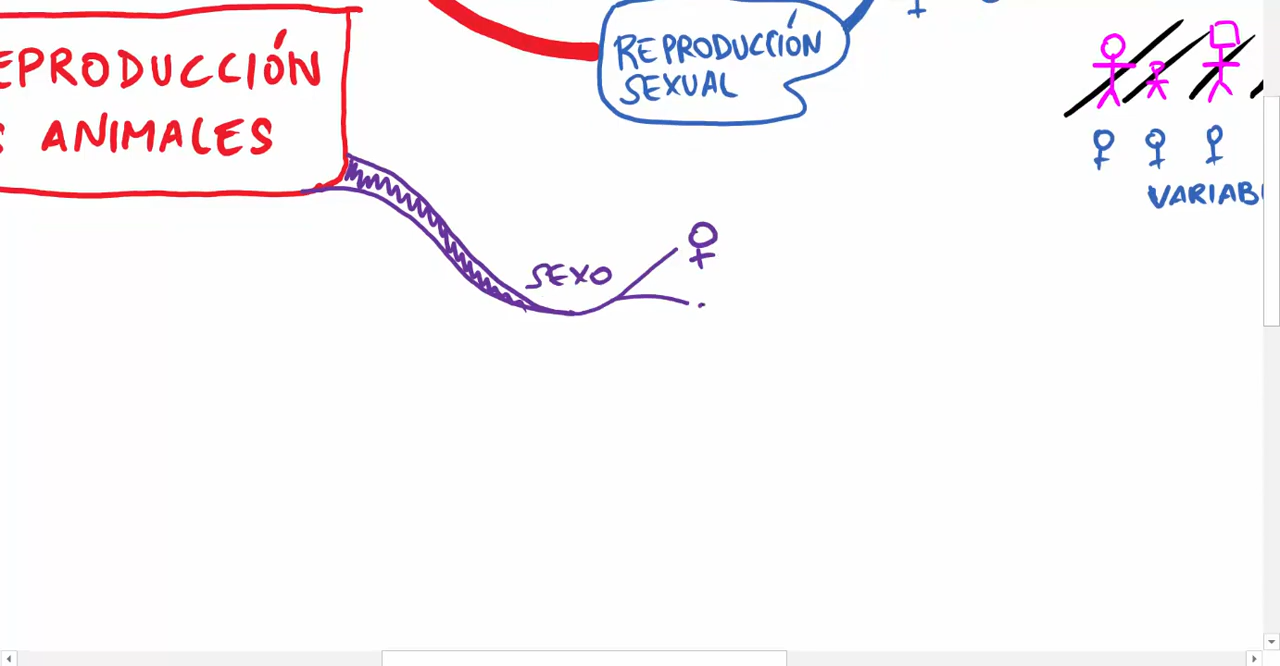 EPRODUCCIÓN
S ANIMALES
REPRODUCCIÓN
SEXUAL
♀ ♀ ♀
VARIAB
SEXO
♀